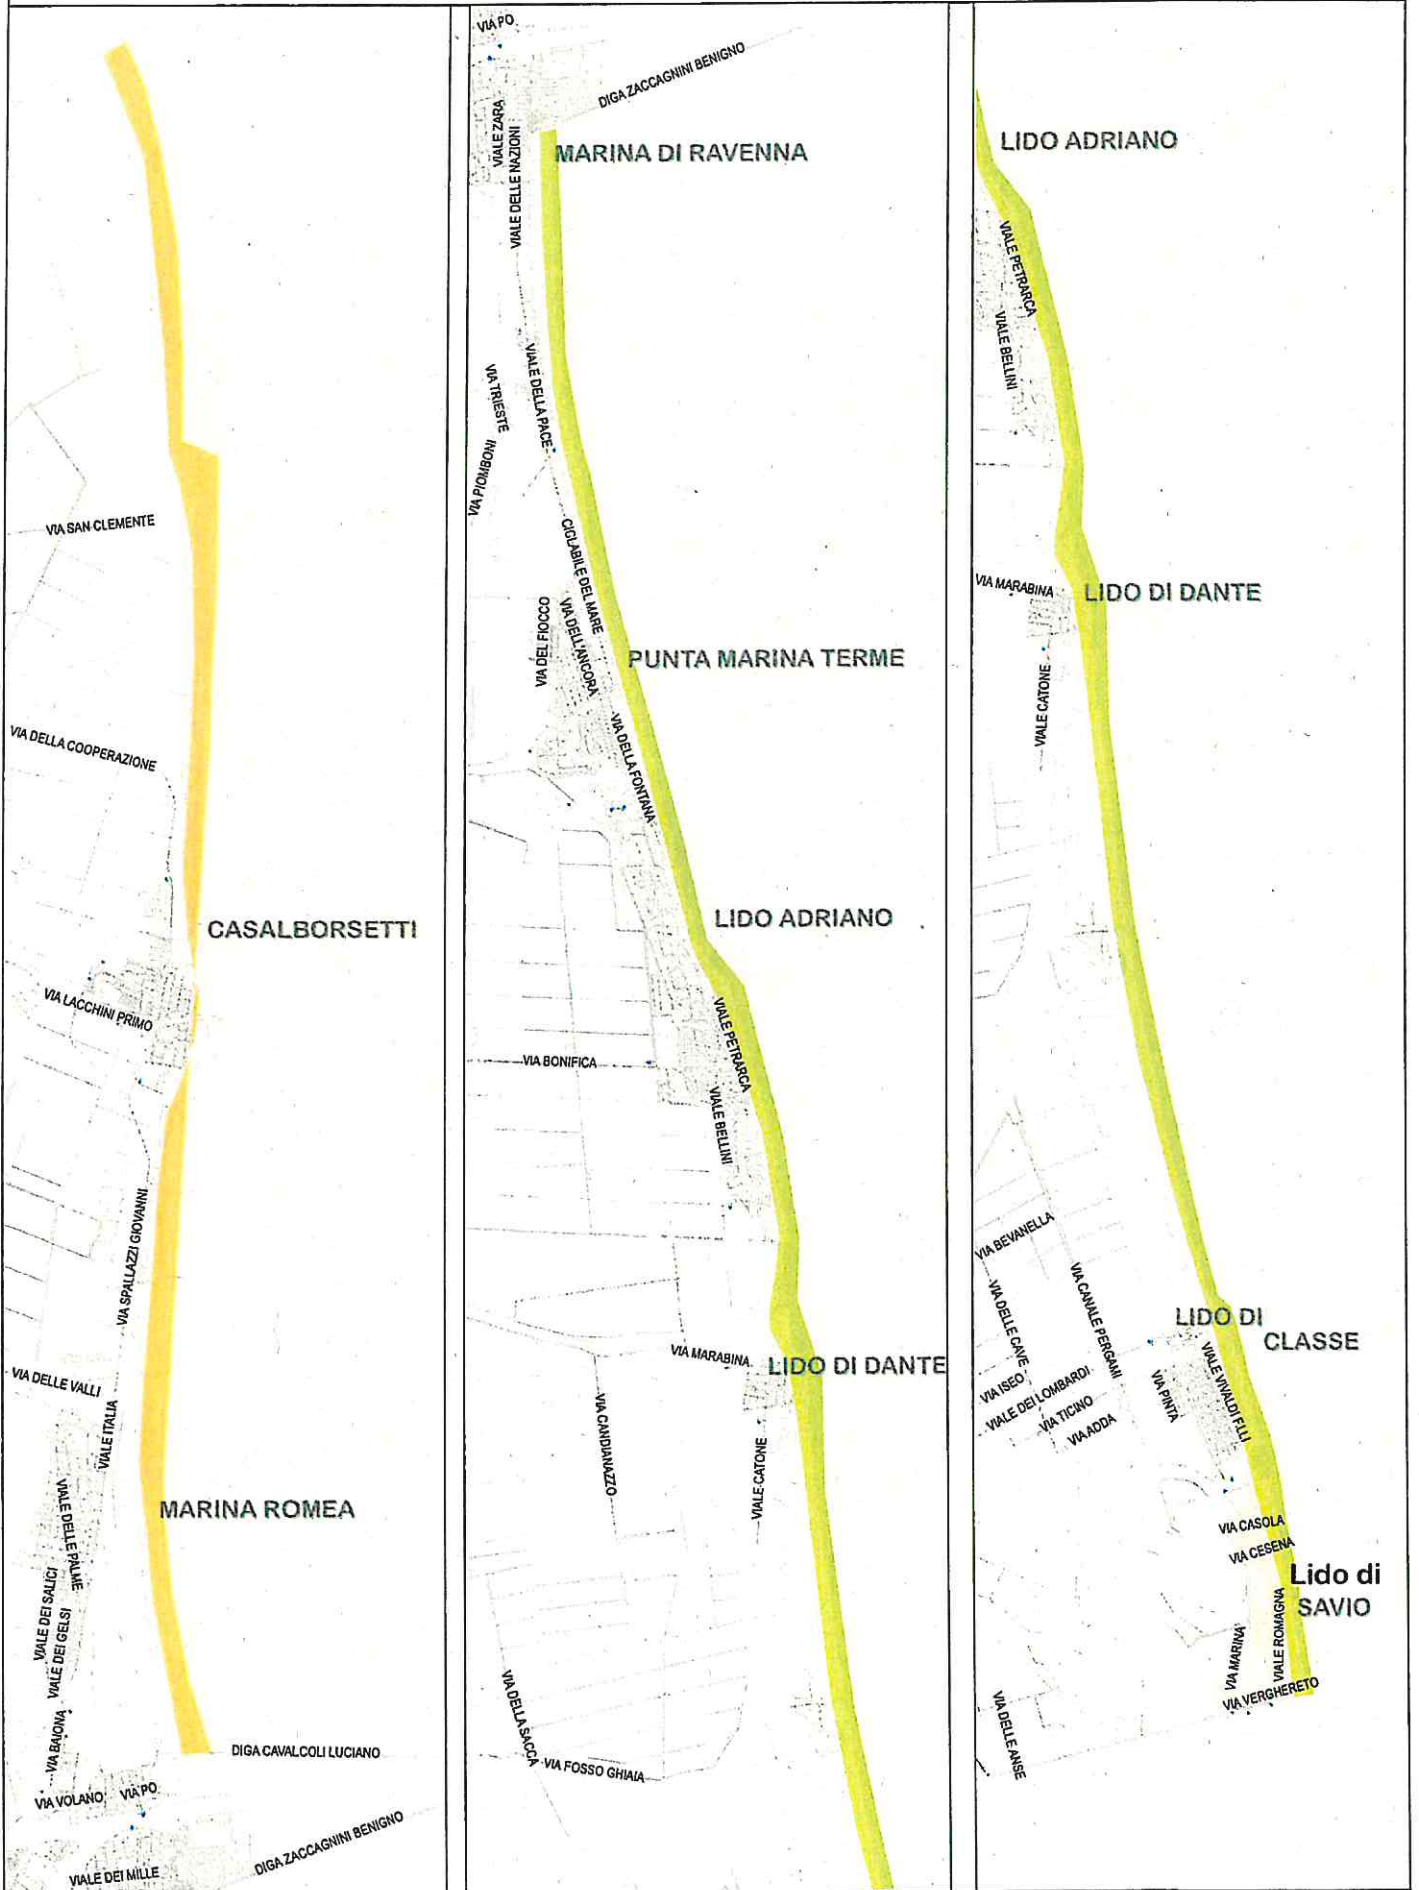 VIA SAN CLEMENTE
VIA DELLA COOPERAZIONE
CASALBORSETTI
VIA LACCHINI PRIMO
VIA SPALLAZZI GIOVANNI
VIA DELLE VALLI
VIALE ITALIA
VIALE DELLE PALME
MARINA ROMEA
VIALE DEI SALICI
VIALE DEI GELSI
VIA BAIONA
DIGA CAVALCOLI LUCIANO
VIA VOLANO
VIA PO
DIGA ZACCAGNINI BENIGNO
VIALE DEI MILLE
VIA PO
DIGA ZACCAGNINI BENIGNO
VIALE ZARA
VIALE DELLE NAZIONI
MARINA DI RAVENNA
VIALE DELLA PACE
VIA TRIESTE
VIA PIOMBONI
CICLABILE DEL MARE
VIA DEL FIOCCO
VIA DELL'ANCORA
PUNTA MARINA TERME
VIA DELLA FONTANA
LIDO ADRIANO
VIALE PETRARCA
VIA BONIFICA
VIALE BELLINI
VIA MARABINA
LIDO DI DANTE
VIA CANDIANAZZO
VIALE CATONE
VIA DELLA SACCA
VIA FOSSO GHIAIA
LIDO ADRIANO
VIALE PETRARCA
VIALE BELLINI
VIA MARABINA
LIDO DI DANTE
VIALE CATONE
VIA BEVANELLA
VIA DELLE CAVE
VIA CANALE PERGAMI
LIDO DI
CLASSE
VIA ISEO
VIALE DEI LOMBARDI
VIA TICINO
VIA ADDA
VIA PINTA
VIALE VIVALDI F.LLI
VIA CASOLA
VIA CESENA
Lido di
SAVIO
VIA MARINA
VIALE ROMAGNA
VIA VERGHERETO
VIA DELLE ANSE